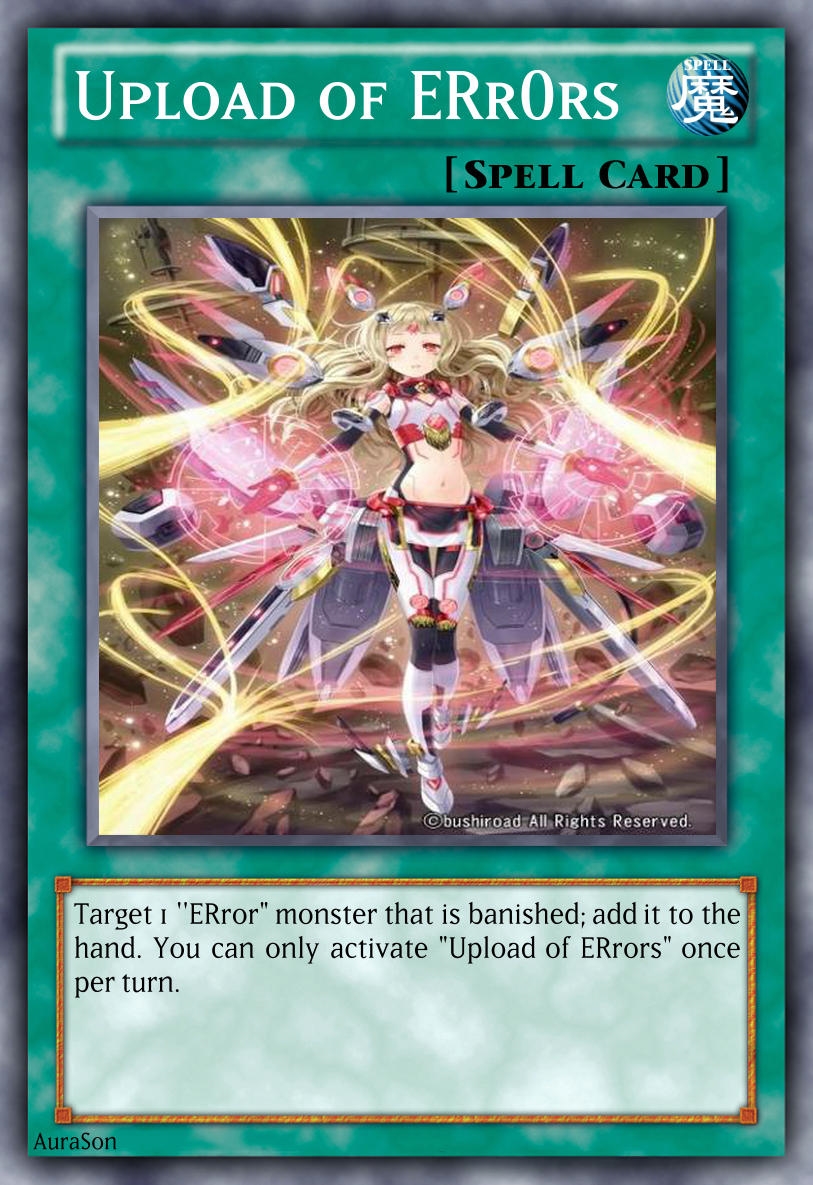 Upload of ERr0rs
SPELL
魔
[Spell Card]
©bushiroad All Rights Reserved.
Target 1 ''ERror" monster that is banished; add it to the
hand. You can only activate "Upload of ERrors" once
per turn.
AuraSon